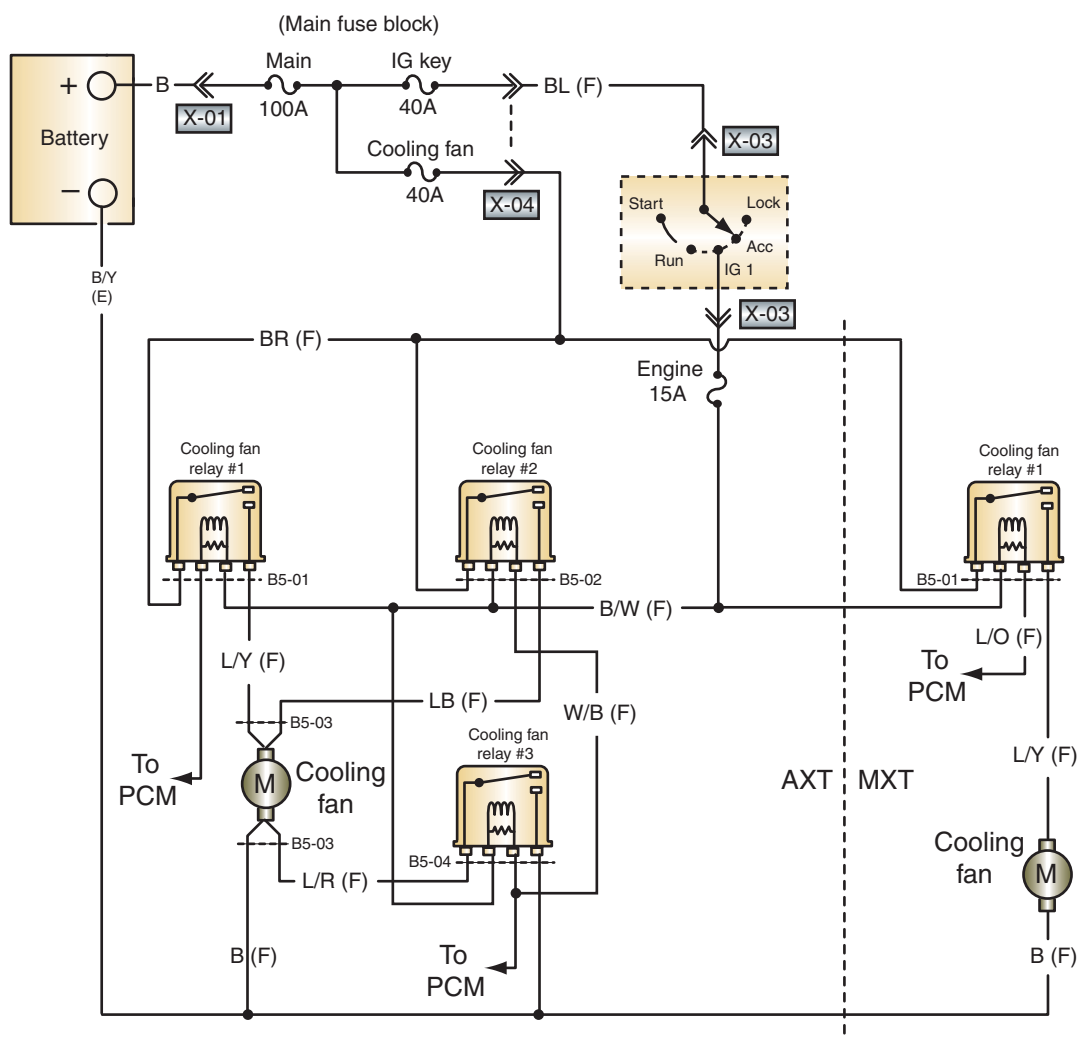 (Main fuse block)
Main
IG key
+
B
BL (F)
100A
40A
X-01
Battery
X-03
Cooling fan
–
40A
X-04
Start
Lock
Acc
Run
IG 1
B/Y
(E)
X-03
BR (F)
Engine
15A
Cooling fan
relay #1
Cooling fan
relay #2
Cooling fan
relay #1
B5-01
B5-02
B5-01
B/W (F)
L/O (F)
L/Y (F)
To
PCM
LB (F)
W/B (F)
B5-03
Cooling fan
relay #3
L/Y (F)
To
PCM
M
Cooling
fan
AXT
MXT
B5-03
Cooling
fan
M
B5-04
L/R (F)
B (F)
To
PCM
B (F)